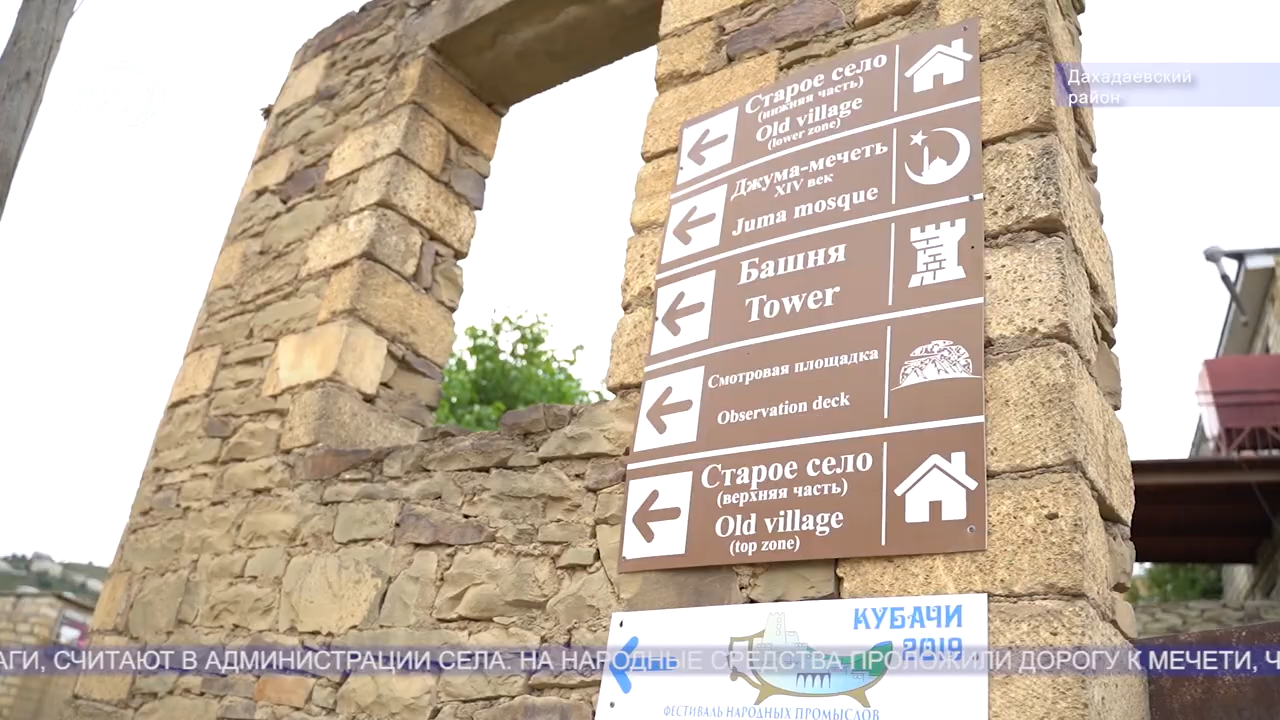 Дахадаевский
район
Старое село
(нижняя часть)
Old village
(lower zone)
Джума-мечеть
XIV век
Juma mosque
Башня
Tower
Смотровая площадка
Observation deck
Старое село
(верхняя часть)
Old village
(top zone)
КУБАЧИ
2019
ФЕСТИВАЛЬ НАРОДНЫХ ПРОМЫСЛОВ
АГИ, СЧИТАЮТ В АДМИНИСТРАЦИИ СЕЛА. НА НАРОДНЫЕ СРЕДСТВА ПРОЛОЖИЛИ ДОРОГУ К МЕЧЕТИ, Ч